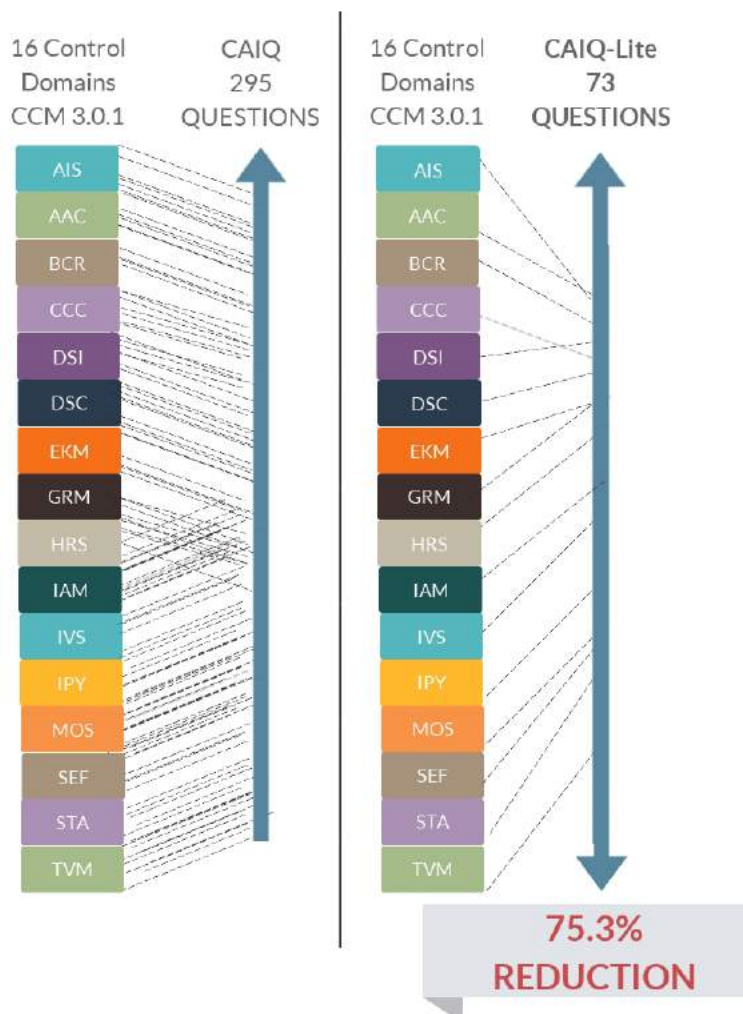 16 Control
Domains
CCM 3.0.1
CAIQ
295
QUESTIONS
AIS
AAC
BCR
CCC
DSI
DSC
EKM
GRM
HRS
IAM
IVS
IPY
MOS
SEF
STA
TVM
16 Control
Domains
CCM 3.0.1
CAIQ-Lite
73
QUESTIONS
AIS
AAC
BCR
CCC
DSI
DSC
EKM
GRM
HRS
IAM
IVS
IPY
MOS
SEF
STA
TVM
75.3%
REDUCTION